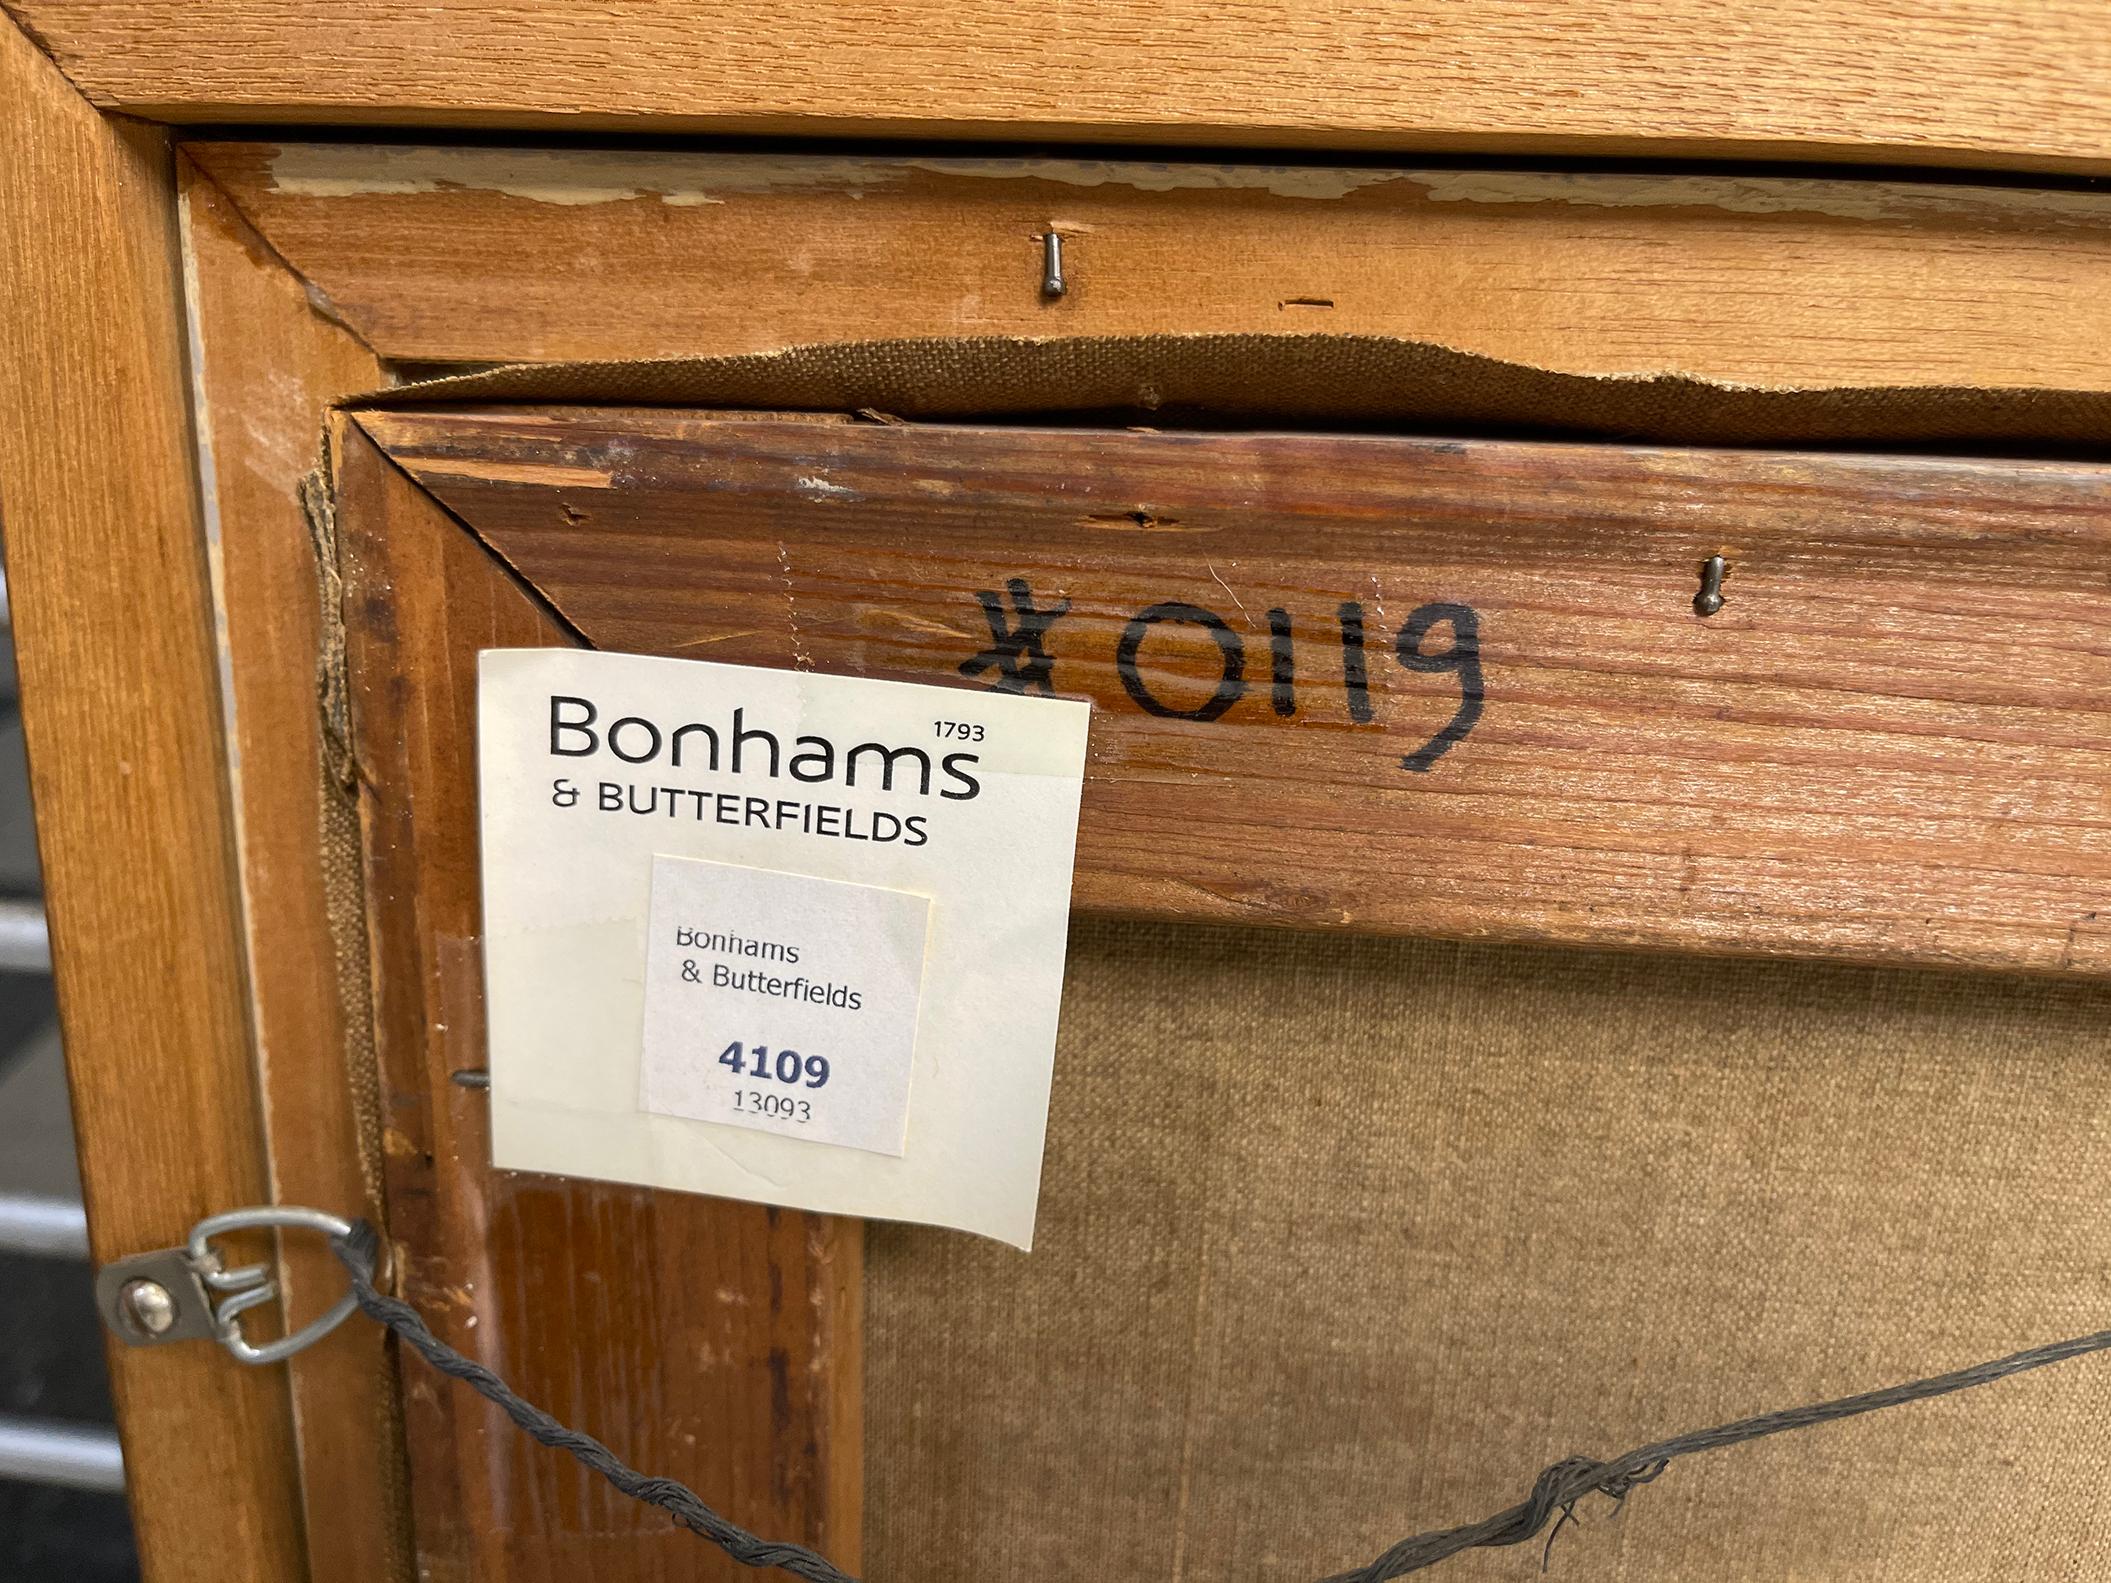 #0119
Bonhams 1793
& BUTTERFIELDS
Bonhams
& Butterfields
4109
13093